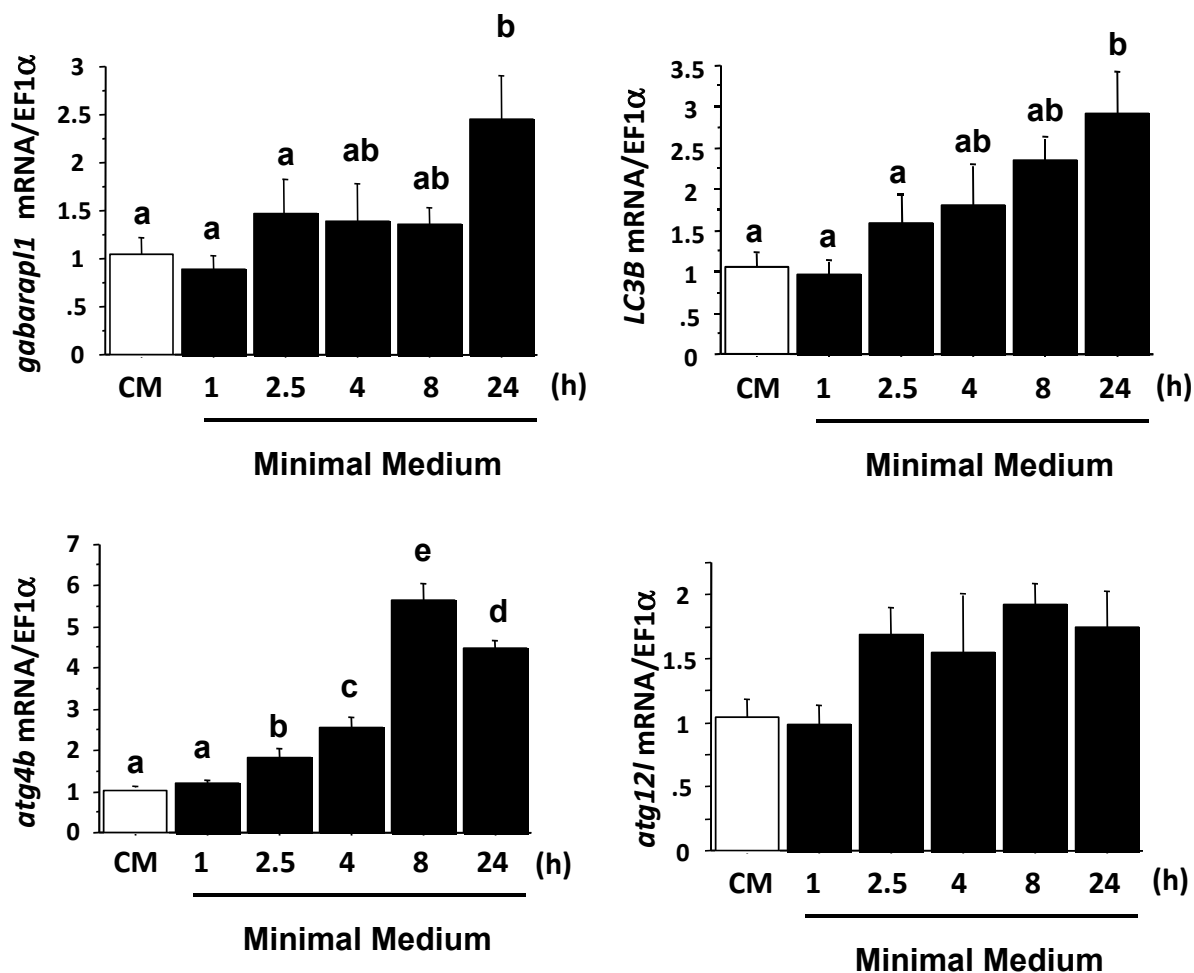 gabarapl1 mRNA/EF1α
3
2.5
2
1.5
1
.5
0
a
a
a
ab
ab
b
CM 1 2.5 4 8 24 (h)
Minimal Medium
LC3B mRNA/EF1α
3.5
3
2.5
2
1.5
1
.5
0
a
a
a
ab
ab
b
CM 1 2.5 4 8 24 (h)
Minimal Medium
atg4b mRNA/EF1α
7
6
5
4
3
2
1
0
a
a
b
c
e
d
CM 1 2.5 4 8 24 (h)
Minimal Medium
atg12l mRNA/EF1α
2
1.5
1
.5
0
CM 1 2.5 4 8 24 (h)
Minimal Medium